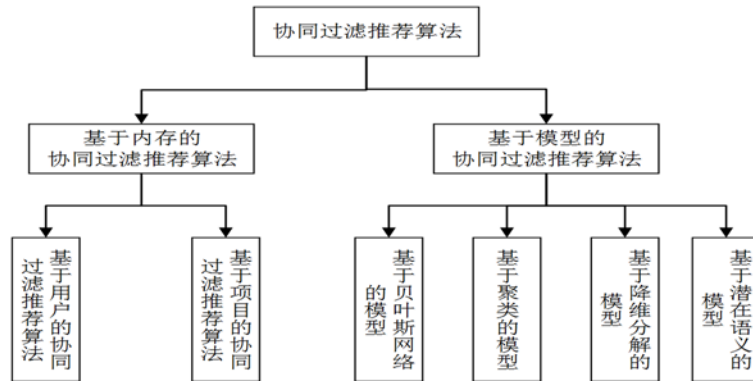 协同过滤推荐算法
基于内存的
协同过滤推荐算法
基于模型的
协同过滤推荐算法
基于用户的协同
过滤推荐算法
基于项目的协同
过滤推荐算法
基于贝叶斯网络
的模型
基于聚类的模型
基于降维分解的
模型
基于潜在语义的
模型